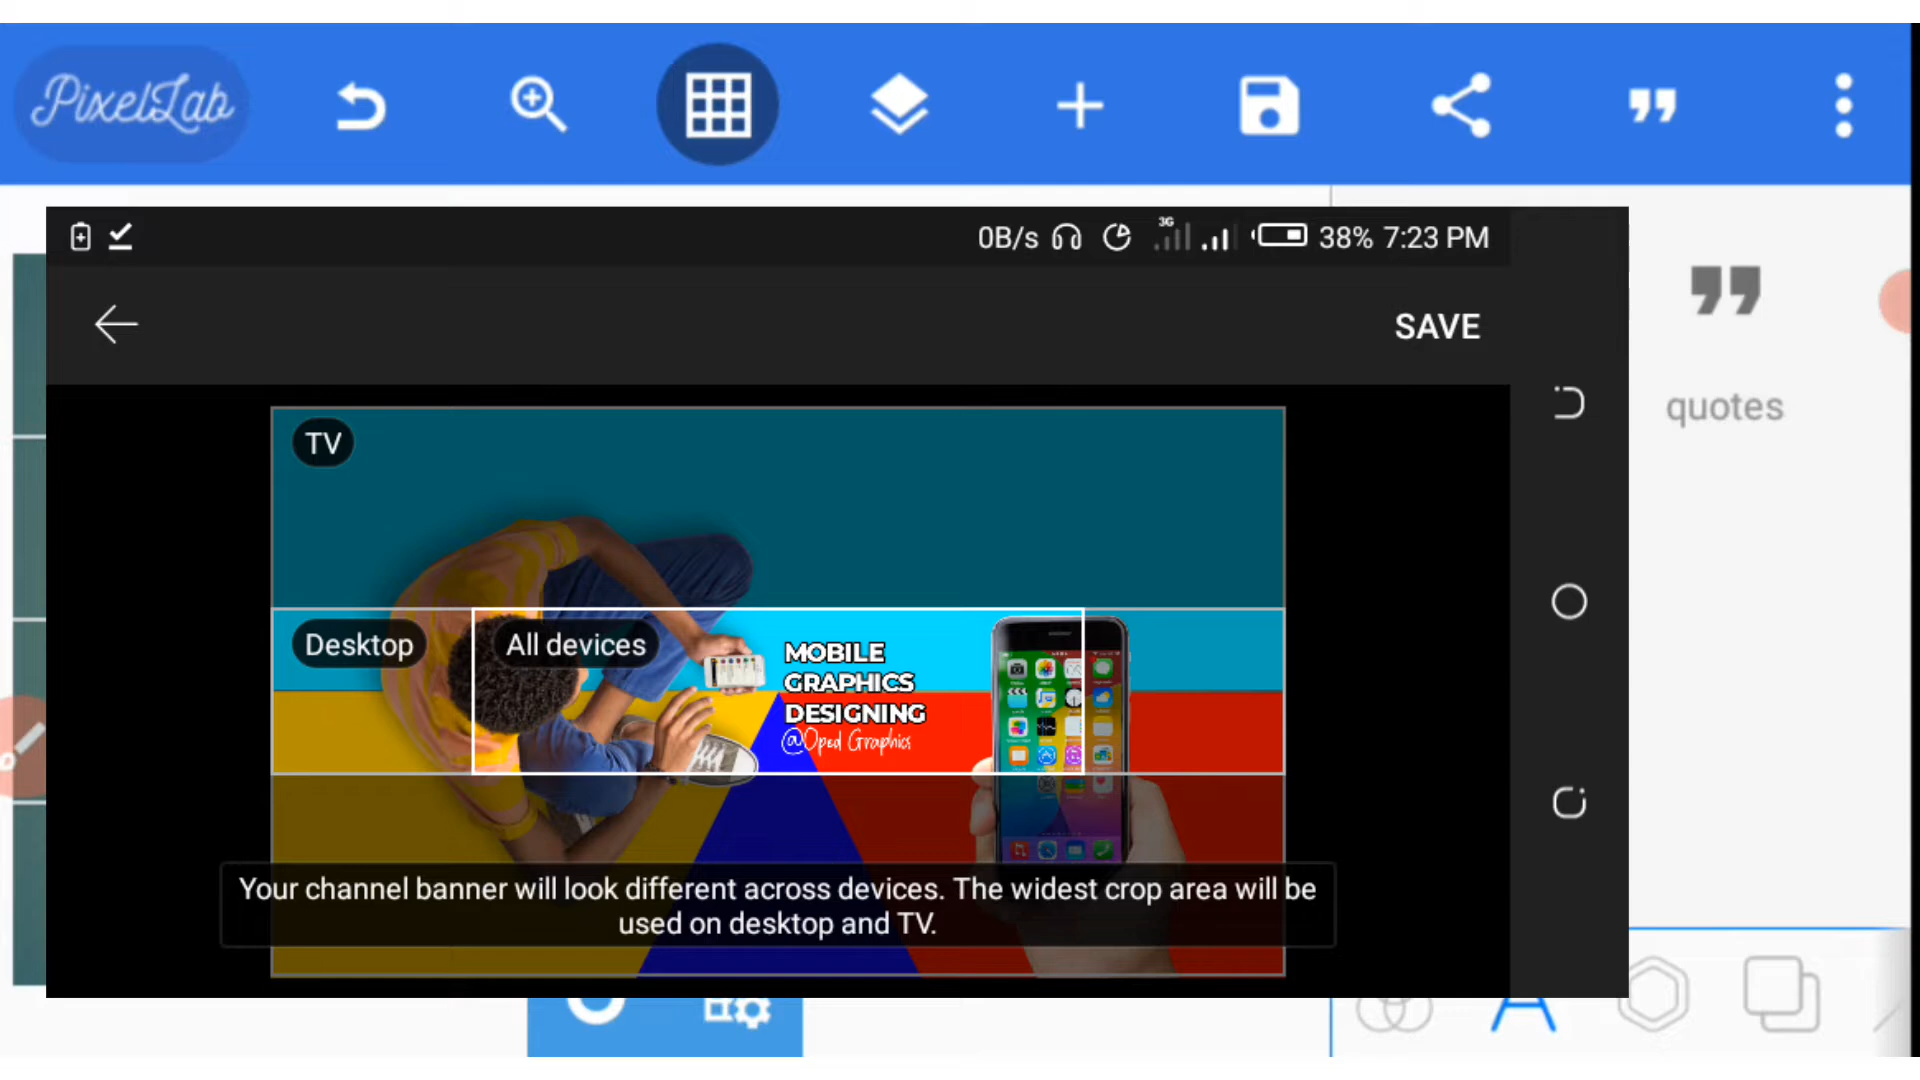 PixelLab
0B/s 3G 38% 7:23 PM
SAVE
quotes
TV
Desktop
All devices
MOBILE
GRAPHICS
DESIGNING
@Oped Graphics
Your channel banner will look different across devices. The widest crop area will be
used on desktop and TV.